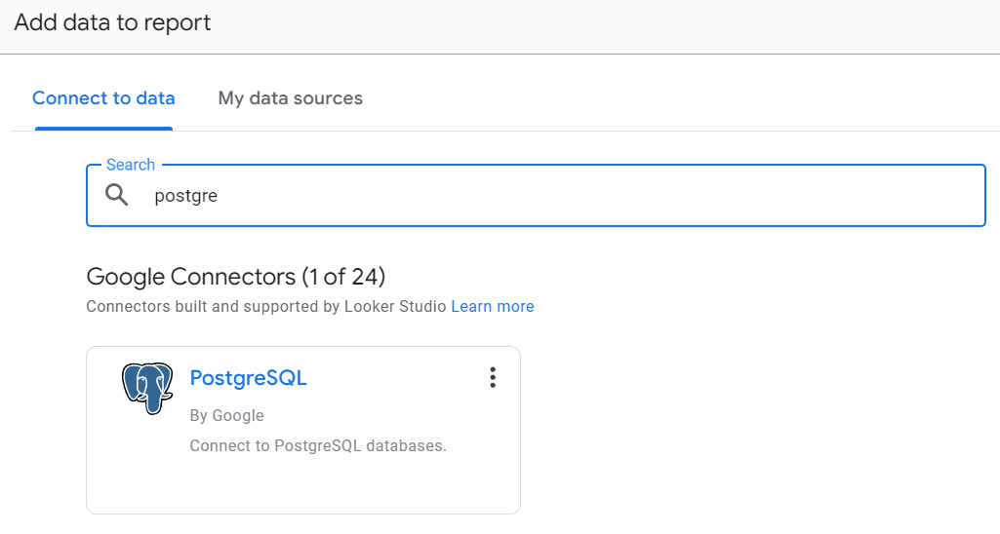 Add data to report
Connect to data
My data sources
Search
postgre
Google Connectors (1 of 24)
Connectors built and supported by Looker Studio Learn more
PostgreSQL
By Google
Connect to PostgreSQL databases.